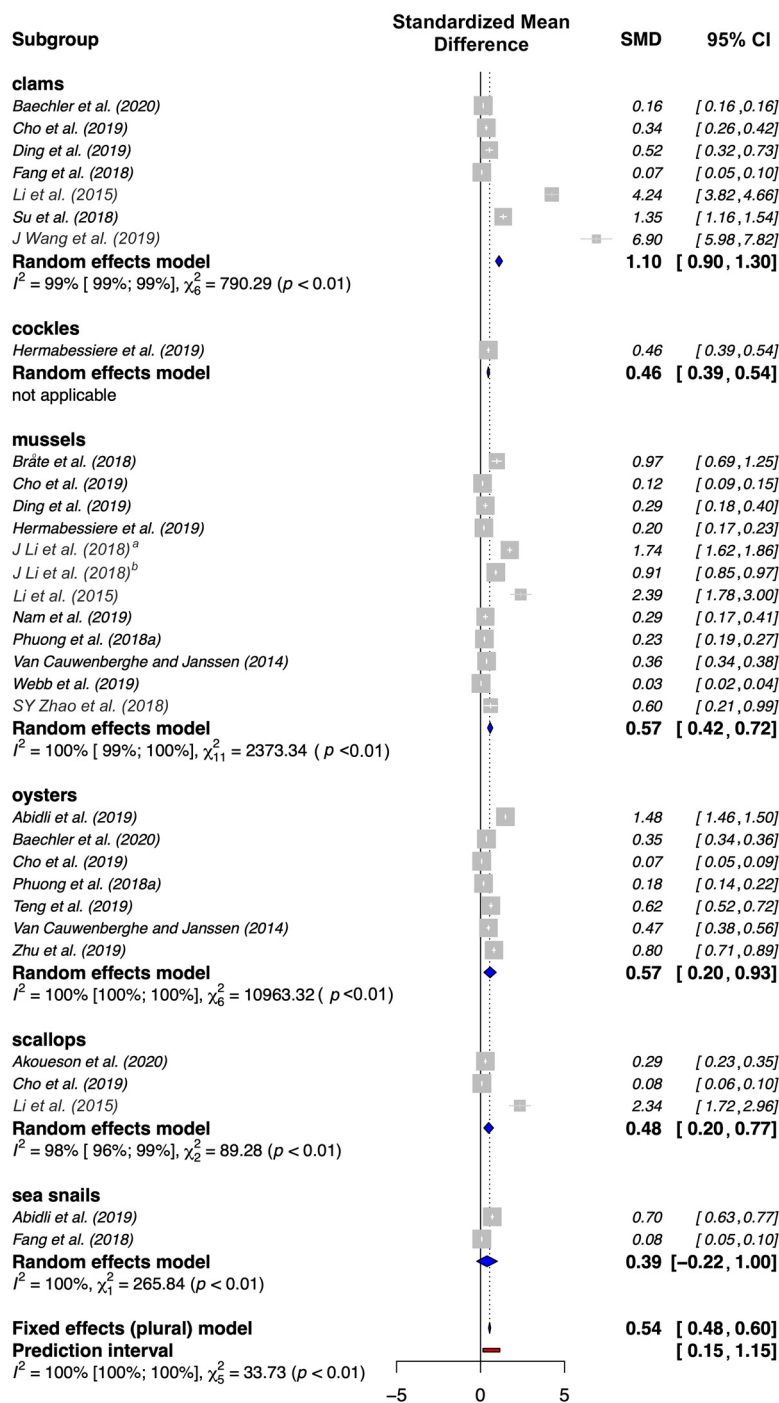 Subgroup Standardized Mean Difference SMD 95% CI
clams
Baechler et al. (2020) 0.16 [ 0.16 , 0.16]
Cho et al. (2019) 0.34 [ 0.26 , 0.42]
Ding et al. (2019) 0.52 [ 0.32 , 0.73]
Fang et al. (2018) 0.07 [ 0.05 , 0.10]
Li et al. (2015) 4.24 [ 3.82 , 4.66]
Su et al. (2018) 1.35 [ 1.16 , 1.54]
J Wang et al. (2019) 6.90 [ 5.98 , 7.82]
Random effects model 1.10 [ 0.90 , 1.30]
I² = 99% [ 99%; 99%], χ²₆ = 790.29 (p < 0.01)
cockles
Hermabessiere et al. (2019) 0.46 [ 0.39 , 0.54]
Random effects model 0.46 [ 0.39 , 0.54]
not applicable
mussels
Bråte et al. (2018) 0.97 [ 0.69 , 1.25]
Cho et al. (2019) 0.12 [ 0.09 , 0.15]
Ding et al. (2019) 0.29 [ 0.18 , 0.40]
Hermabessiere et al. (2019) 0.20 [ 0.17 , 0.23]
J Li et al. (2018)ᵃ 1.74 [ 1.62 , 1.86]
J Li et al. (2018)ᵇ 0.91 [ 0.85 , 0.97]
Li et al. (2015) 2.39 [ 1.78 , 3.00]
Nam et al. (2019) 0.29 [ 0.17 , 0.41]
Phuong et al. (2018a) 0.23 [ 0.19 , 0.27]
Van Cauwenberghe and Janssen (2014) 0.36 [ 0.34 , 0.38]
Webb et al. (2019) 0.03 [ 0.02 , 0.04]
SY Zhao et al. (2018) 0.60 [ 0.21 , 0.99]
Random effects model 0.57 [ 0.42 , 0.72]
I² = 100% [ 99%; 100%], χ²₁₁ = 2373.34 ( p <0.01)
oysters
Abidli et al. (2019) 1.48 [ 1.46 , 1.50]
Baechler et al. (2020) 0.35 [ 0.34 , 0.36]
Cho et al. (2019) 0.07 [ 0.05 , 0.09]
Phuong et al. (2018a) 0.18 [ 0.14 , 0.22]
Teng et al. (2019) 0.62 [ 0.52 , 0.72]
Van Cauwenberghe and Janssen (2014) 0.47 [ 0.38 , 0.56]
Zhu et al. (2019) 0.80 [ 0.71 , 0.89]
Random effects model 0.57 [ 0.20 , 0.93]
I² = 100% [100%; 100%], χ²₆ = 10963.32 ( p <0.01)
scallops
Akoueson et al. (2020) 0.29 [ 0.23 , 0.35]
Cho et al. (2019) 0.08 [ 0.06 , 0.10]
Li et al. (2015) 2.34 [ 1.72 , 2.96]
Random effects model 0.48 [ 0.20 , 0.77]
I² = 98% [ 96%; 99%], χ²₂ = 89.28 (p < 0.01)
sea snails
Abidli et al. (2019) 0.70 [ 0.63 , 0.77]
Fang et al. (2018) 0.08 [ 0.05 , 0.10]
Random effects model 0.39 [−0.22 , 1.00]
I² = 100%, χ²₁ = 265.84 (p < 0.01)
Fixed effects (plural) model 0.54 [ 0.48 , 0.60]
Prediction interval [ 0.15 , 1.15]
I² = 100% [100%; 100%], χ²₅ = 33.73 (p < 0.01)
−5 0 5